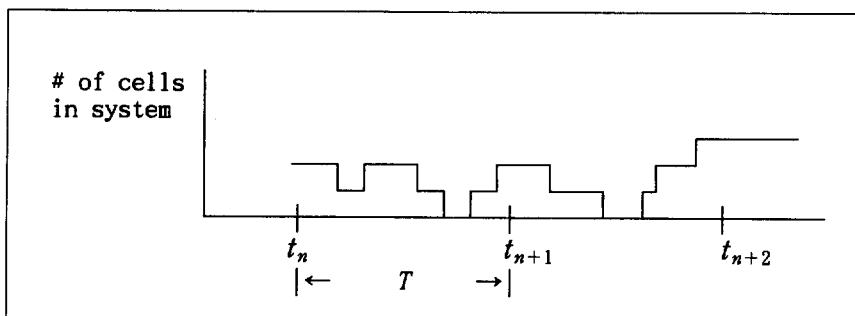 # of cells
in system
t_n
t_{n+1}
t_{n+2}
|← T →|